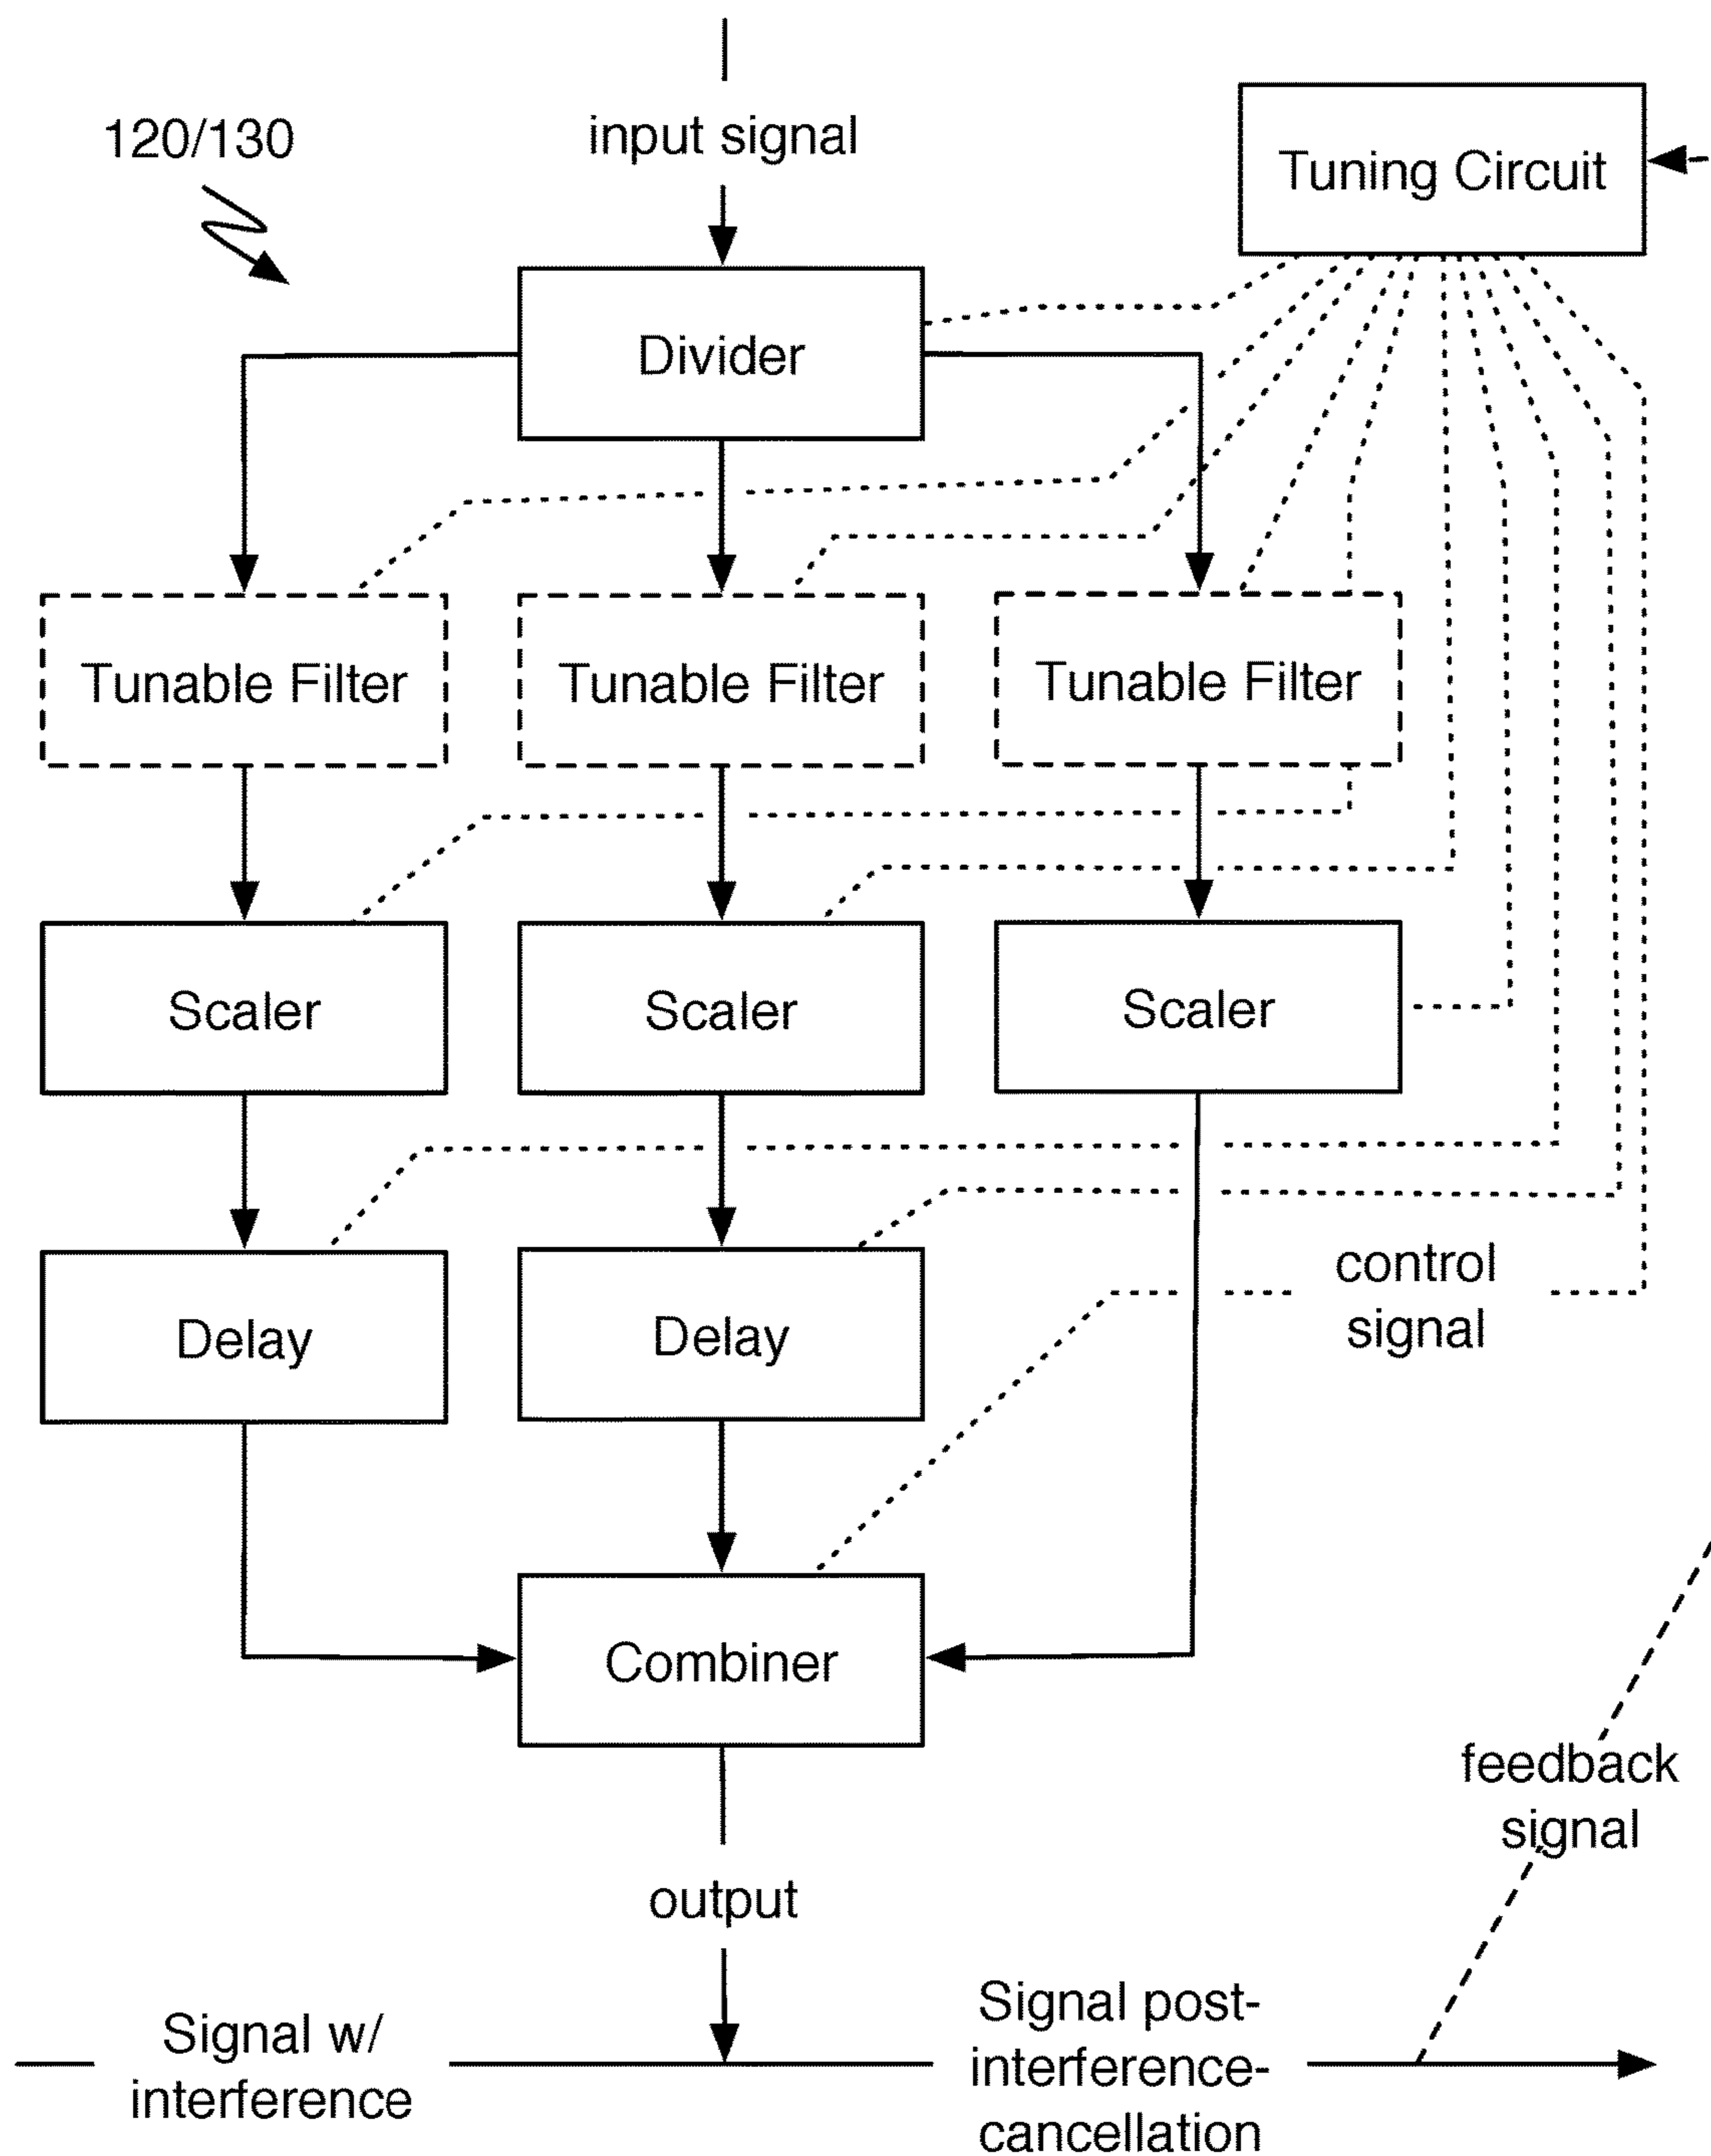 120/130
input signal
Tuning Circuit
Divider
Tunable Filter
Tunable Filter
Tunable Filter
Scaler
Scaler
Scaler
control
signal
Delay
Delay
Combiner
feedback
signal
output
Signal w/
interference
Signal post-
interference-
cancellation